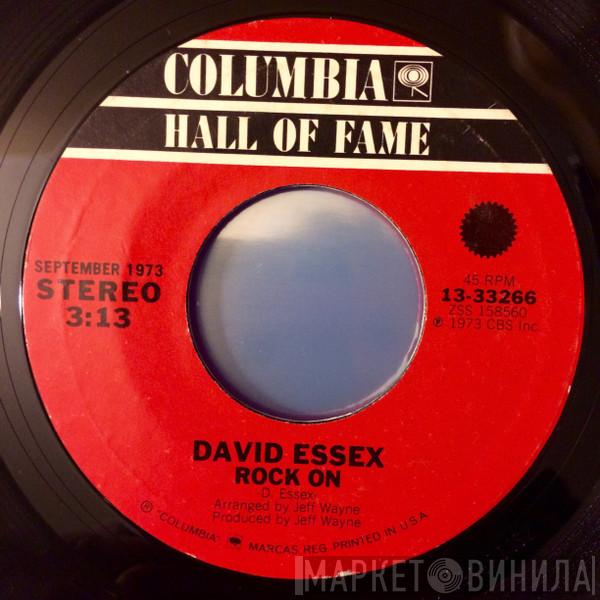 COLUMBIA
HALL OF FAME
SEPTEMBER 1973
STEREO
3:13
45 RPM
13-33266
ZSS 158560
℗ 1973 CBS Inc.
DAVID ESSEX
ROCK ON
D. Essex
Arranged by Jeff Wayne
Produced by Jeff Wayne
® "COLUMBIA," MARCAS REG. PRINTED IN U.S.A.
МАРКЕТ ВИНИЛА